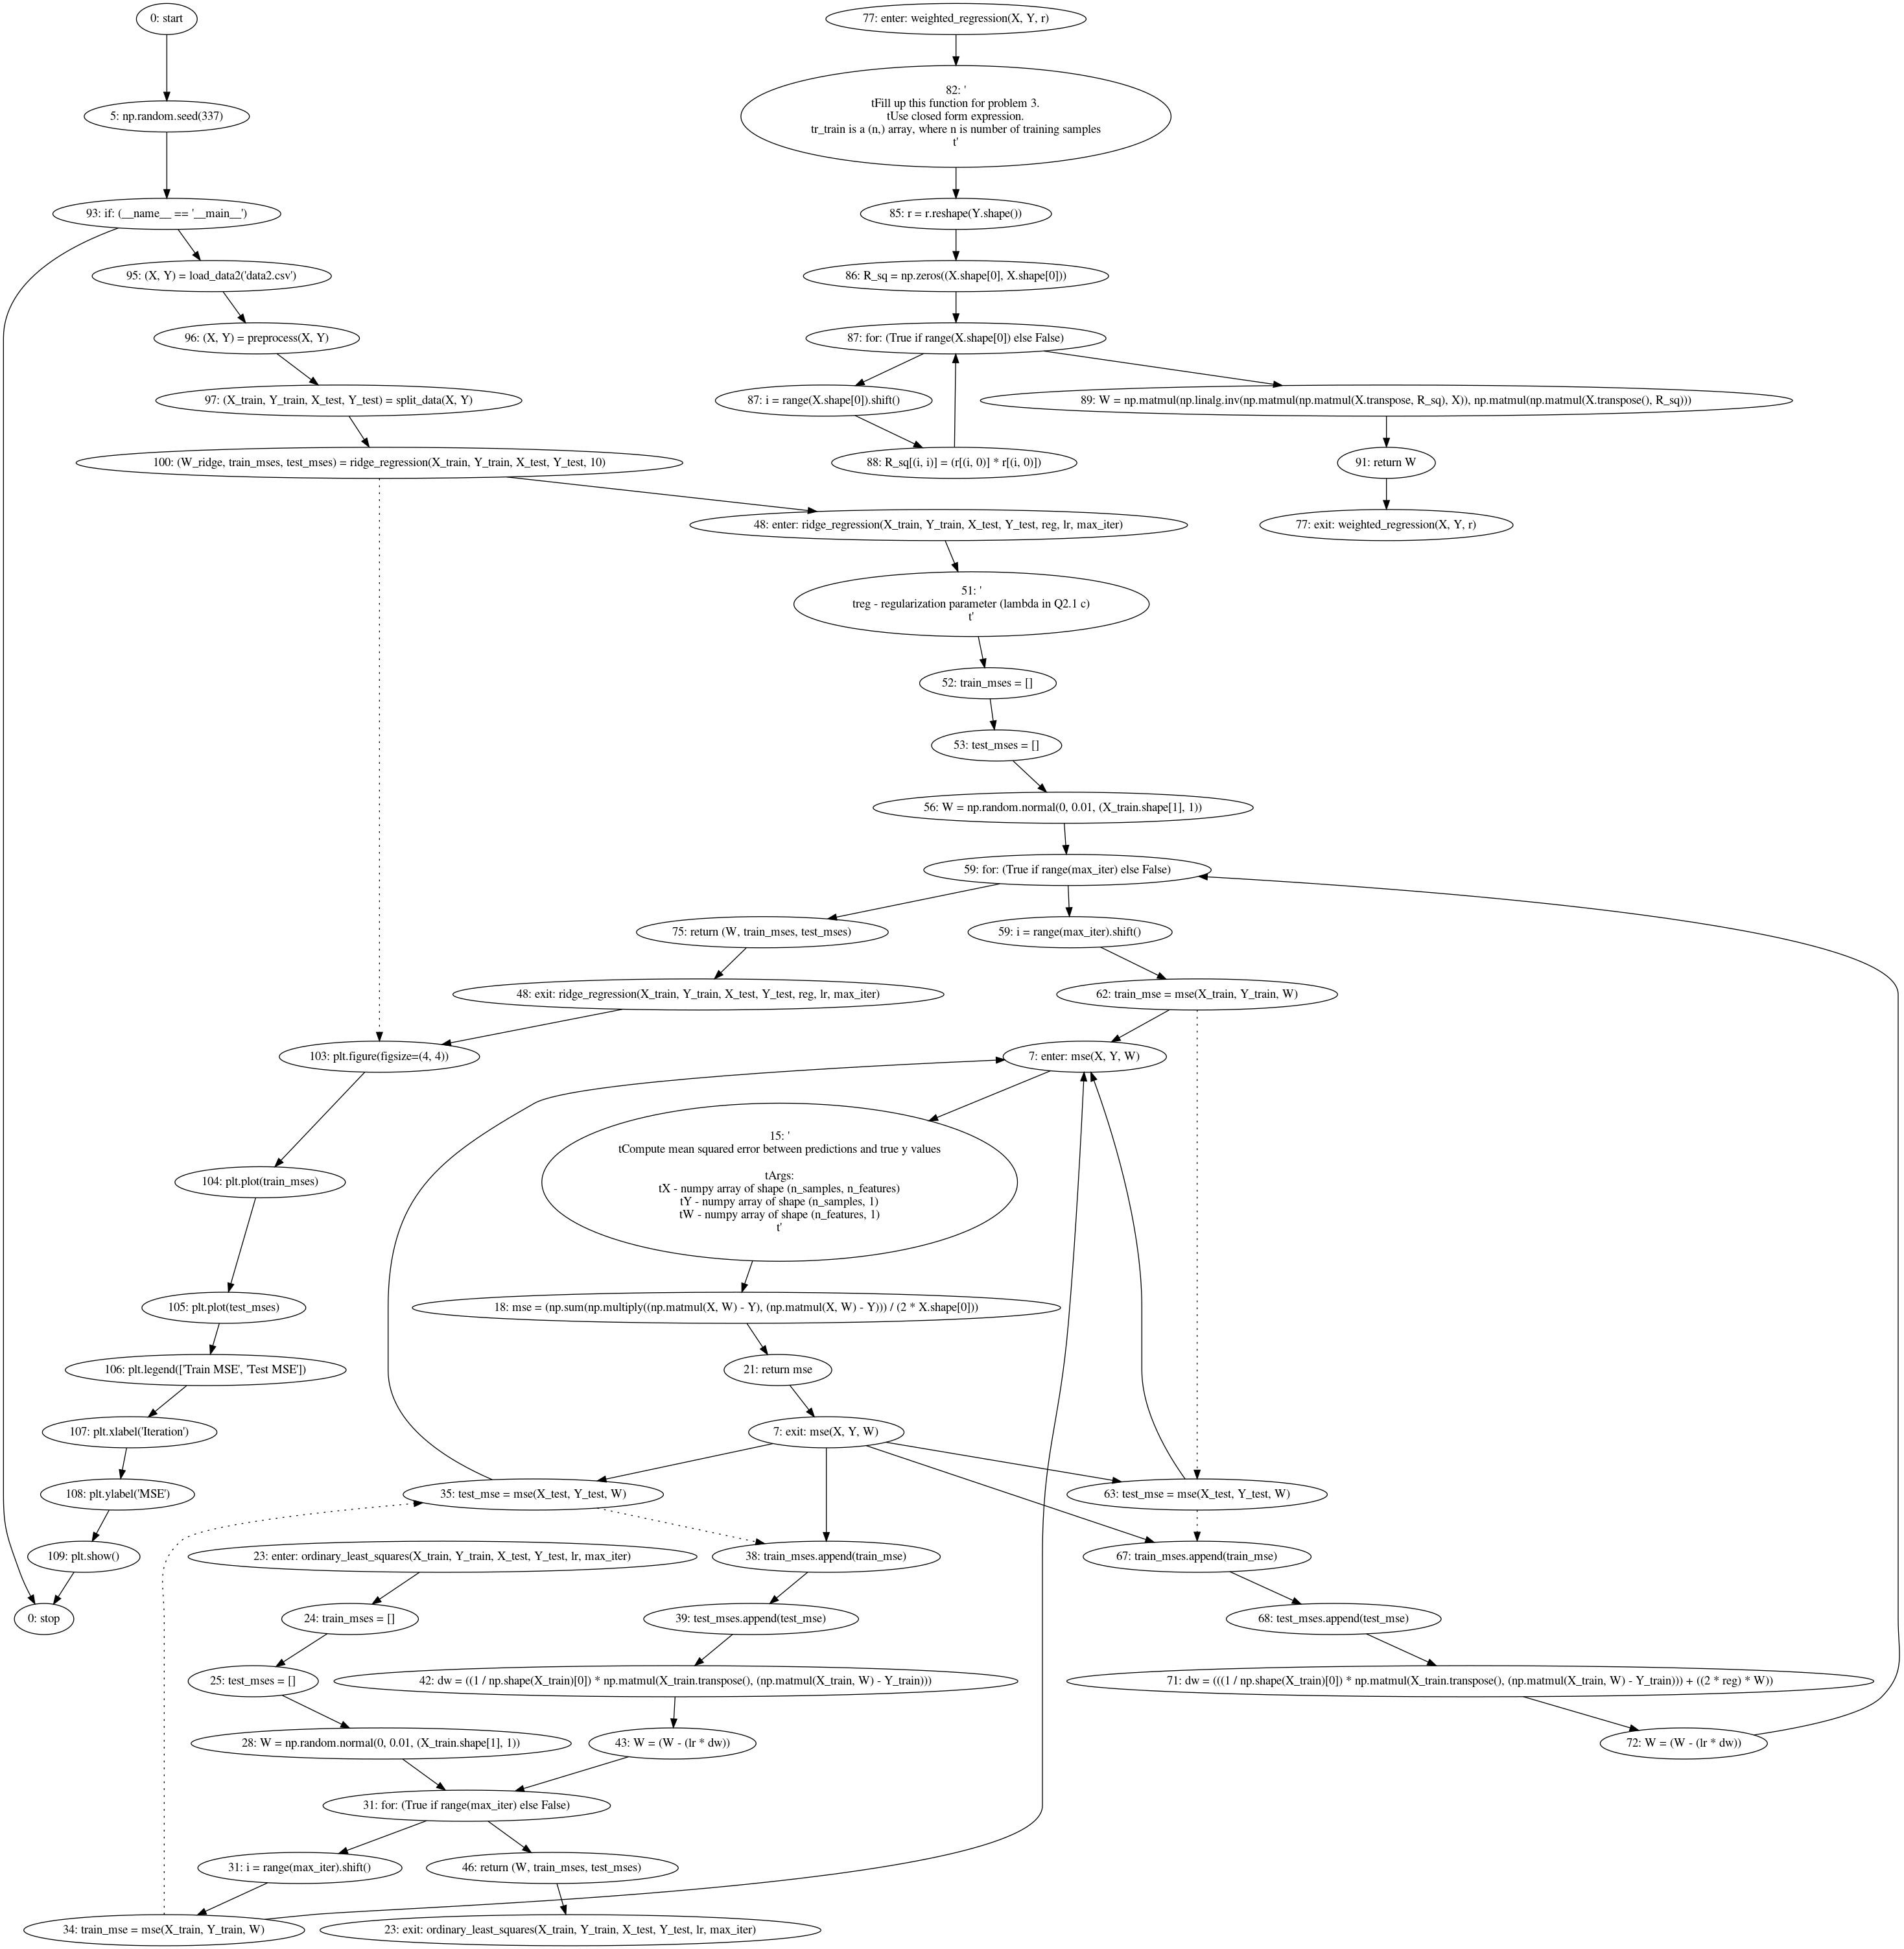 0: start
5: np.random.seed(337)
93: if: (__name__ == '__main__')
95: (X, Y) = load_data2('data2.csv')
96: (X, Y) = preprocess(X, Y)
97: (X_train, Y_train, X_test, Y_test) = split_data(X, Y)
100: (W_ridge, train_mses, test_mses) = ridge_regression(X_train, Y_train, X_test, Y_test, 10)
77: enter: weighted_regression(X, Y, r)
82: '
tFill up this function for problem 3.
tUse closed form expression.
tr_train is a (n,) array, where n is number of training samples
t'
85: r = r.reshape(Y.shape())
86: R_sq = np.zeros((X.shape[0], X.shape[0]))
87: for: (True if range(X.shape[0]) else False)
87: i = range(X.shape[0]).shift()
88: R_sq[(i, i)] = (r[(i, 0)] * r[(i, 0)])
89: W = np.matmul(np.linalg.inv(np.matmul(np.matmul(X.transpose, R_sq), X)), np.matmul(np.matmul(X.transpose(), R_sq)))
91: return W
77: exit: weighted_regression(X, Y, r)
48: enter: ridge_regression(X_train, Y_train, X_test, Y_test, reg, lr, max_iter)
51: '
treg - regularization parameter (lambda in Q2.1 c)
t'
52: train_mses = []
53: test_mses = []
56: W = np.random.normal(0, 0.01, (X_train.shape[1], 1))
59: for: (True if range(max_iter) else False)
75: return (W, train_mses, test_mses)
59: i = range(max_iter).shift()
48: exit: ridge_regression(X_train, Y_train, X_test, Y_test, reg, lr, max_iter)
62: train_mse = mse(X_train, Y_train, W)
103: plt.figure(figsize=(4, 4))
7: enter: mse(X, Y, W)
104: plt.plot(train_mses)
15: '
tCompute mean squared error between predictions and true y values
tArgs:
tX - numpy array of shape (n_samples, n_features)
tY - numpy array of shape (n_samples, 1)
tW - numpy array of shape (n_features, 1)
t'
105: plt.plot(test_mses)
18: mse = (np.sum(np.multiply((np.matmul(X, W) - Y), (np.matmul(X, W) - Y))) / (2 * X.shape[0]))
106: plt.legend(['Train MSE', 'Test MSE'])
21: return mse
107: plt.xlabel('Iteration')
7: exit: mse(X, Y, W)
108: plt.ylabel('MSE')
35: test_mse = mse(X_test, Y_test, W)
63: test_mse = mse(X_test, Y_test, W)
109: plt.show()
23: enter: ordinary_least_squares(X_train, Y_train, X_test, Y_test, lr, max_iter)
38: train_mses.append(train_mse)
67: train_mses.append(train_mse)
0: stop
24: train_mses = []
39: test_mses.append(test_mse)
68: test_mses.append(test_mse)
25: test_mses = []
42: dw = ((1 / np.shape(X_train)[0]) * np.matmul(X_train.transpose(), (np.matmul(X_train, W) - Y_train)))
71: dw = (((1 / np.shape(X_train)[0]) * np.matmul(X_train.transpose(), (np.matmul(X_train, W) - Y_train))) + ((2 * reg) * W))
28: W = np.random.normal(0, 0.01, (X_train.shape[1], 1))
43: W = (W - (lr * dw))
72: W = (W - (lr * dw))
31: for: (True if range(max_iter) else False)
31: i = range(max_iter).shift()
46: return (W, train_mses, test_mses)
34: train_mse = mse(X_train, Y_train, W)
23: exit: ordinary_least_squares(X_train, Y_train, X_test, Y_test, lr, max_iter)